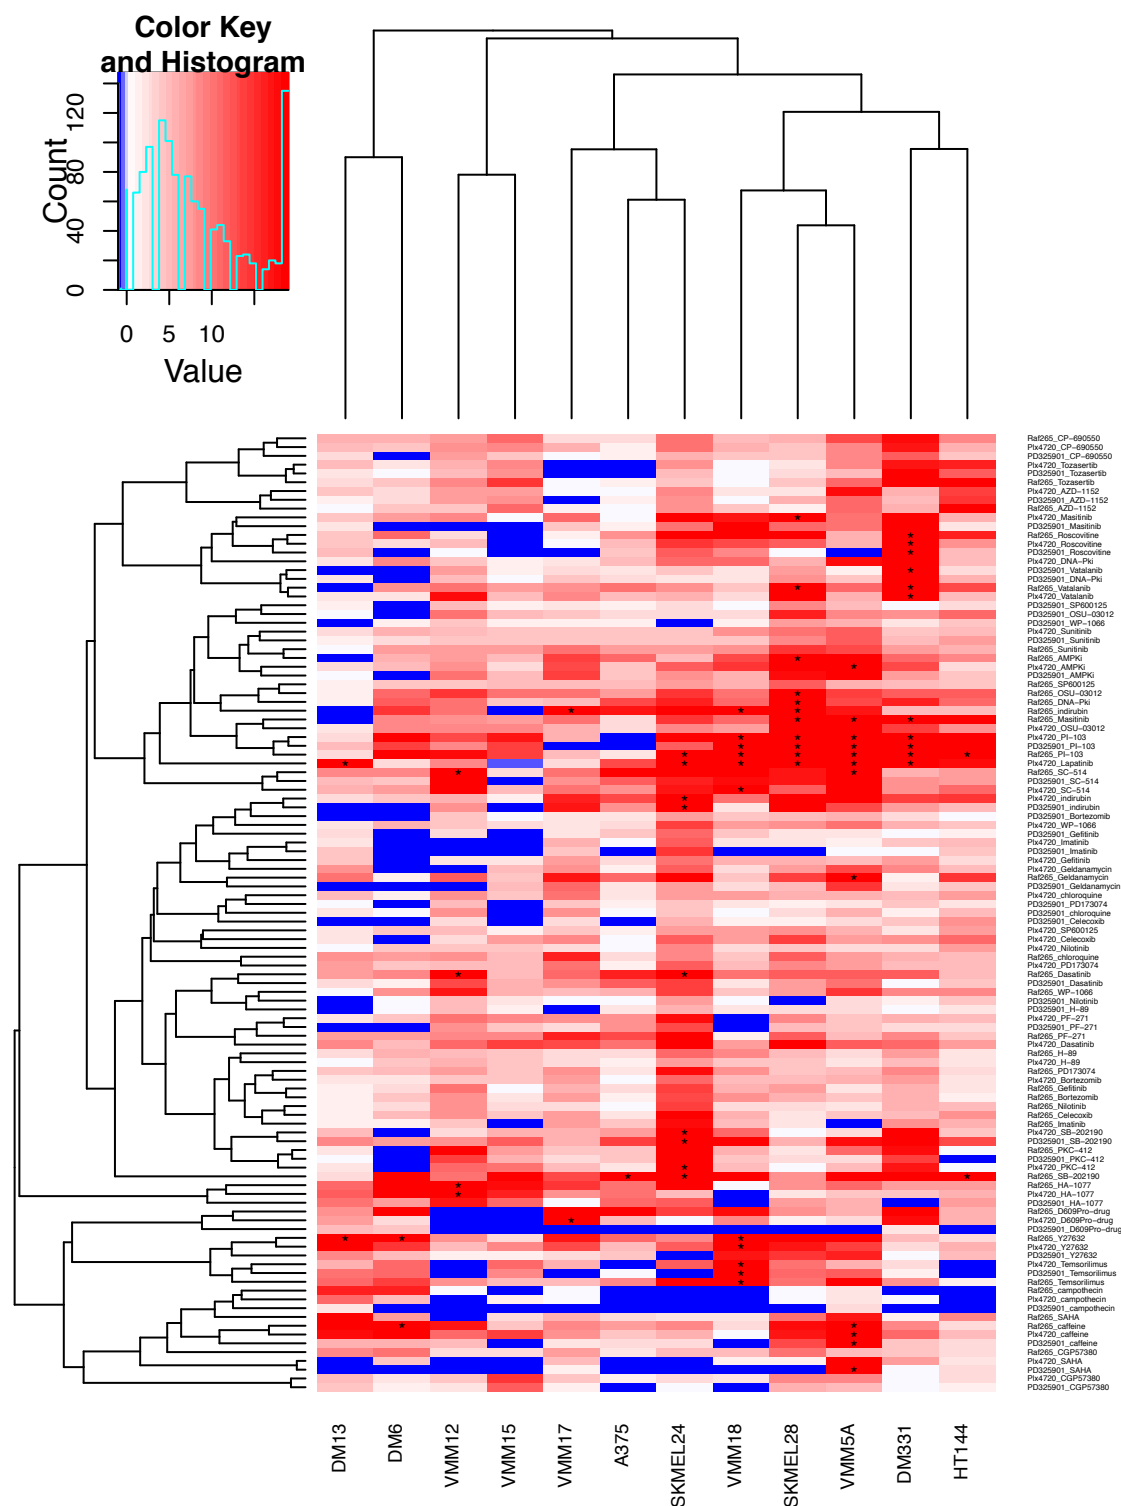 Color Key
and Histogram
Count
0 40 80 120
0 5 10
Value
Raf265_CP-690550
Plx4720_CP-690550
PD325901_CP-690550
Plx4720_Tozasertib
PD325901_Tozasertib
Raf265_Tozasertib
Plx4720_AZD-1152
PD325901_AZD-1152
Raf265_AZD-1152
Plx4720_Masitinib
PD325901_Masitinib
Raf265_Roscovitine
Plx4720_Roscovitine
PD325901_Roscovitine
Plx4720_DNA-Pki
PD325901_Vatalanib
PD325901_DNA-Pki
Raf265_Vatalanib
Plx4720_Vatalanib
PD325901_SP600125
PD325901_OSU-03012
PD325901_WP-1066
Plx4720_Sunitinib
PD325901_Sunitinib
Raf265_Sunitinib
Raf265_AMPKi
Plx4720_AMPKi
PD325901_AMPKi
Raf265_SP600125
Raf265_OSU-03012
Raf265_DNA-Pki
Raf265_indirubin
Raf265_Masitinib
Plx4720_OSU-03012
Plx4720_PI-103
PD325901_PI-103
Raf265_PI-103
Plx4720_Lapatinib
Raf265_SC-514
PD325901_SC-514
Plx4720_SC-514
Plx4720_indirubin
PD325901_indirubin
PD325901_Bortezomib
Plx4720_WP-1066
PD325901_Gefitinib
Plx4720_Imatinib
PD325901_Imatinib
Plx4720_Gefitinib
Plx4720_Geldanamycin
Raf265_Geldanamycin
PD325901_Geldanamycin
Plx4720_chloroquine
PD325901_PD173074
PD325901_chloroquine
PD325901_Celecoxib
Plx4720_SP600125
Plx4720_Celecoxib
Plx4720_Nilotinib
Raf265_chloroquine
Plx4720_PD173074
Raf265_Dasatinib
PD325901_Dasatinib
Raf265_WP-1066
PD325901_Nilotinib
PD325901_H-89
Plx4720_PF-271
PD325901_PF-271
Raf265_PF-271
Plx4720_Dasatinib
Raf265_H-89
Plx4720_H-89
Raf265_PD173074
Plx4720_Bortezomib
Raf265_Gefitinib
Raf265_Bortezomib
Raf265_Nilotinib
Raf265_Celecoxib
Raf265_Imatinib
Plx4720_SB-202190
PD325901_SB-202190
Raf265_PKC-412
PD325901_PKC-412
Plx4720_PKC-412
Raf265_SB-202190
Raf265_HA-1077
Plx4720_HA-1077
PD325901_HA-1077
Raf265_D609Pro-drug
Plx4720_D609Pro-drug
PD325901_D609Pro-drug
Raf265_Y27632
Plx4720_Y27632
PD325901_Y27632
Plx4720_Temsorilimus
PD325901_Temsorilimus
Raf265_Temsorilimus
Raf265_campothecin
Plx4720_campothecin
PD325901_campothecin
Raf265_SAHA
Raf265_caffeine
Plx4720_caffeine
PD325901_caffeine
Raf265_CGP57380
Plx4720_SAHA
PD325901_SAHA
Plx4720_CGP57380
PD325901_CGP57380
DM13 DM6 VMM12 VMM15 VMM17 A375 SKMEL24 VMM18 SKMEL28 VMM5A DM331 HT144